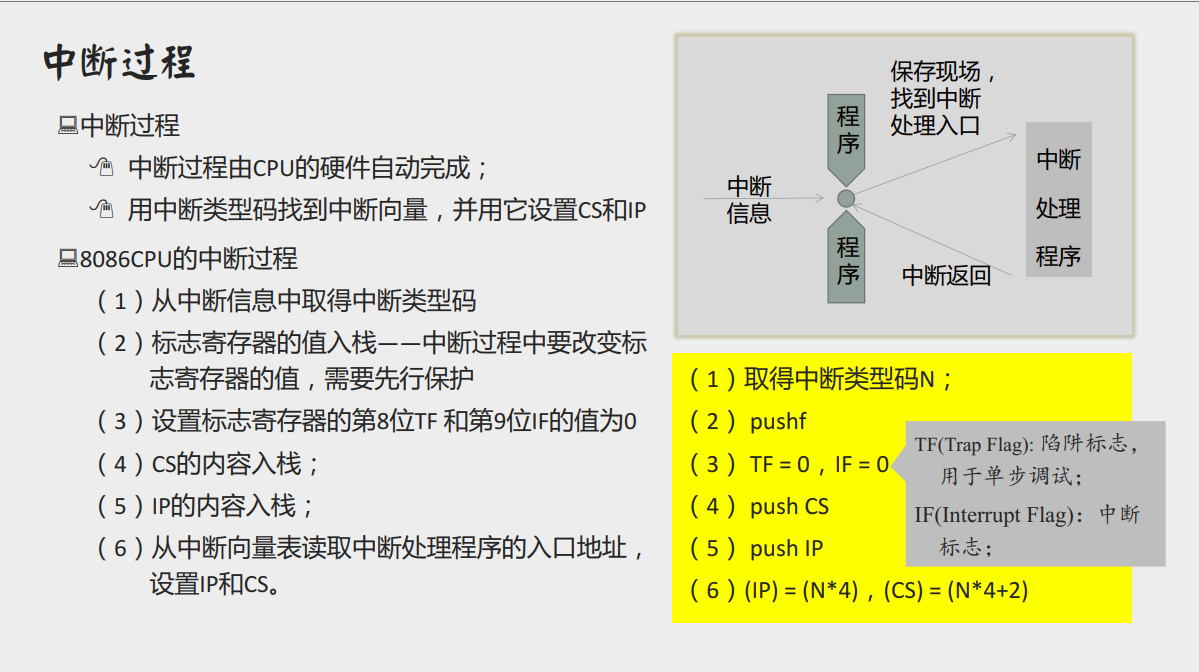 中断过程
中断过程
中断过程由CPU的硬件自动完成；
用中断类型码找到中断向量，并用它设置CS和IP
8086CPU的中断过程
（1）从中断信息中取得中断类型码
（2）标志寄存器的值入栈——中断过程中要改变标
志寄存器的值，需要先行保护
（3）设置标志寄存器的第8位TF 和第9位IF的值为0
（4）CS的内容入栈；
（5）IP的内容入栈；
（6）从中断向量表读取中断处理程序的入口地址，
设置IP和CS。
保存现场，
找到中断
处理入口
程
序
中断
信息
程
序
中断
处理
程序
中断返回
（1）取得中断类型码N；
（2） pushf
（3） TF = 0，IF = 0
（4） push CS
（5） push IP
（6）(IP) = (N*4)，(CS) = (N*4+2)
TF(Trap Flag): 陷阱标志，
用于单步调试；
IF(Interrupt Flag)：中断
标志；